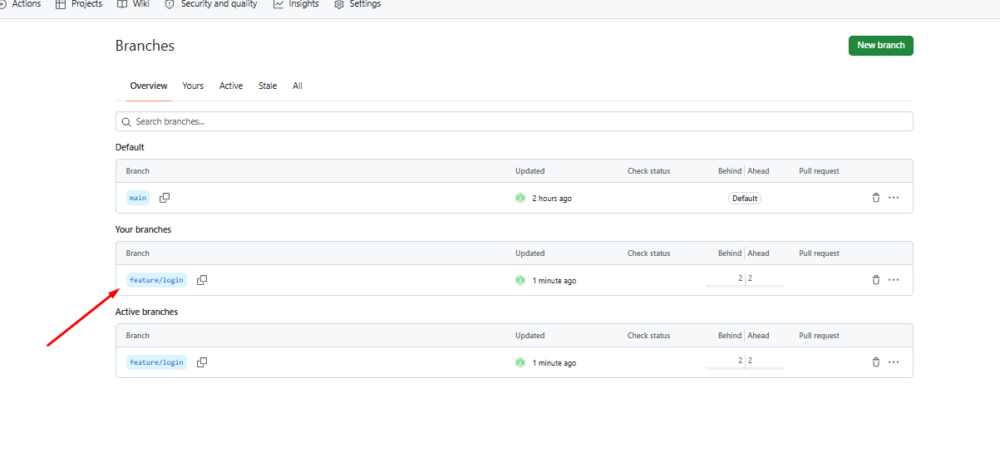 Actions Projects Wiki Security and quality Insights Settings
Branches
New branch
Overview Yours Active Stale All
Search branches...
Default
Branch Updated Check status Behind Ahead Pull request
main 2 hours ago Default
Your branches
Branch Updated Check status Behind Ahead Pull request
feature/login 1 minute ago 2 2
Active branches
Branch Updated Check status Behind Ahead Pull request
feature/login 1 minute ago 2 2